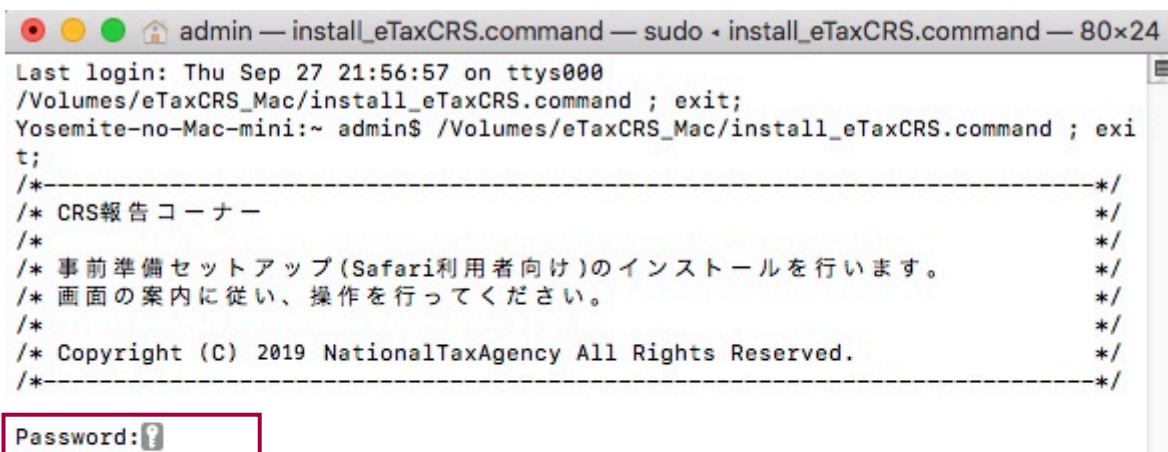 admin — install_eTaxCRS.command — sudo ◂ install_eTaxCRS.command — 80×24
Last login: Thu Sep 27 21:56:57 on ttys000
/Volumes/eTaxCRS_Mac/install_eTaxCRS.command ; exit;
Yosemite-no-Mac-mini:~ admin$ /Volumes/eTaxCRS_Mac/install_eTaxCRS.command ; exi
t;
/*---------------------------------------------------------------------------*/
/* CRS報告コーナー */
/* */
/* 事前準備セットアップ(Safari利用者向け)のインストールを行います。 */
/* 画面の案内に従い、操作を行ってください。 */
/* */
/* Copyright (C) 2019 NationalTaxAgency All Rights Reserved. */
/*---------------------------------------------------------------------------*/
Password: